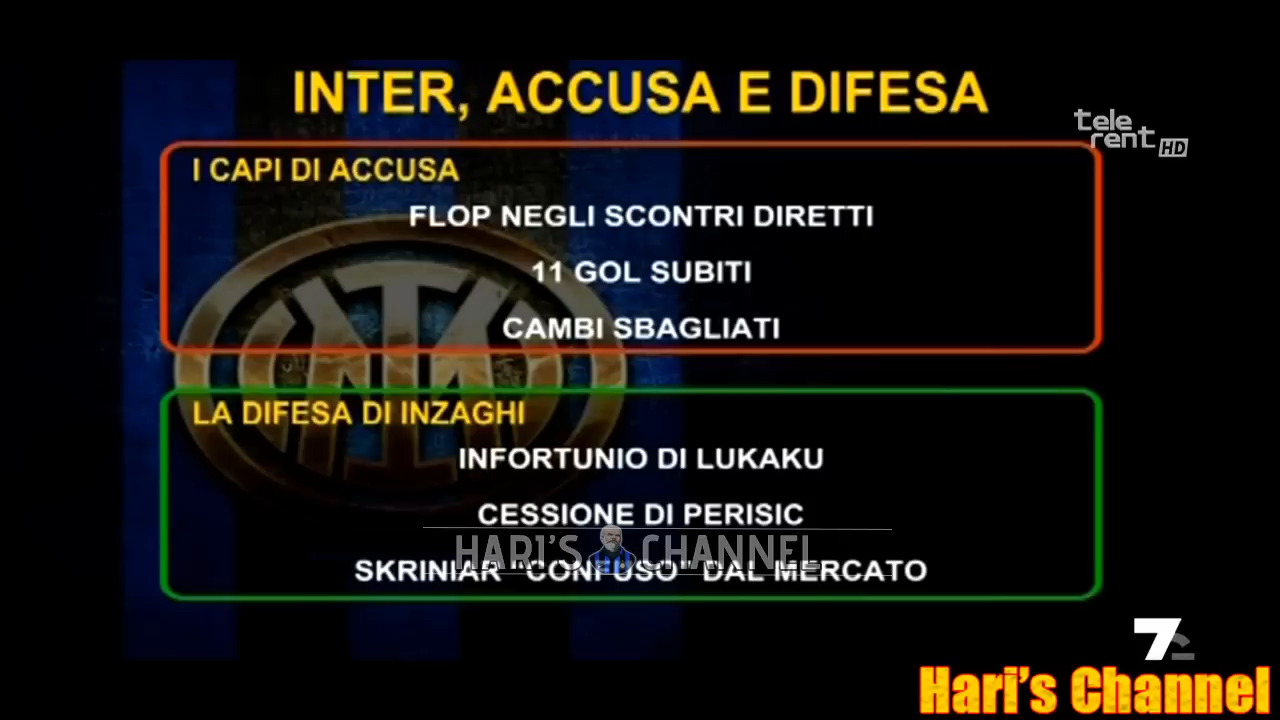 INTER, ACCUSA E DIFESA
tele
rent HD
I CAPI DI ACCUSA
FLOP NEGLI SCONTRI DIRETTI
11 GOL SUBITI
CAMBI SBAGLIATI
LA DIFESA DI INZAGHI
INFORTUNIO DI LUKAKU
CESSIONE DI PERISIC
HARI'S CHANNEL
SKRINIAR "CONFUSO" DAL MERCATO
7
Hari's Channel